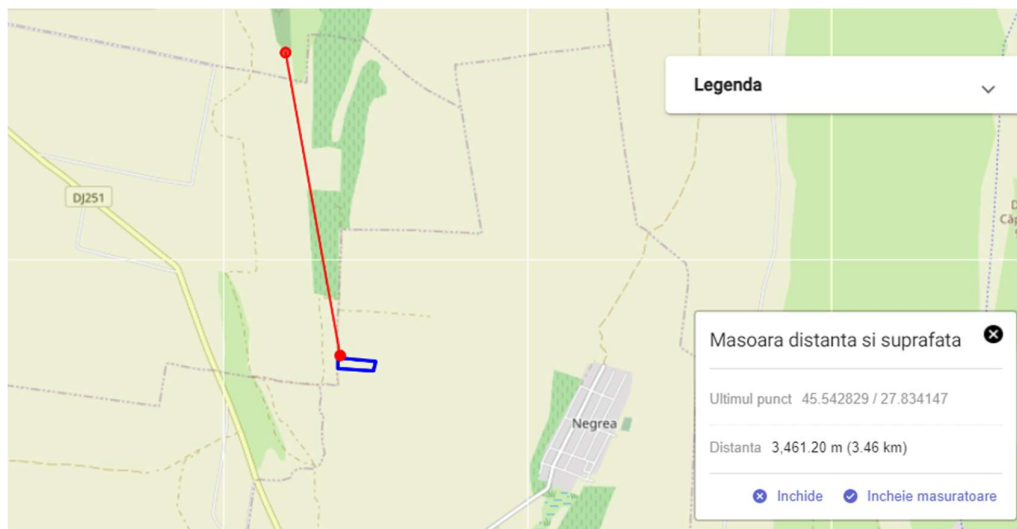 Legenda
DJ251
Masoara distanta si suprafata
Ultimul punct 45.542829 / 27.834147
Negrea
Distanta 3,461.20 m (3.46 km)
Inchide Incheie masuratoare